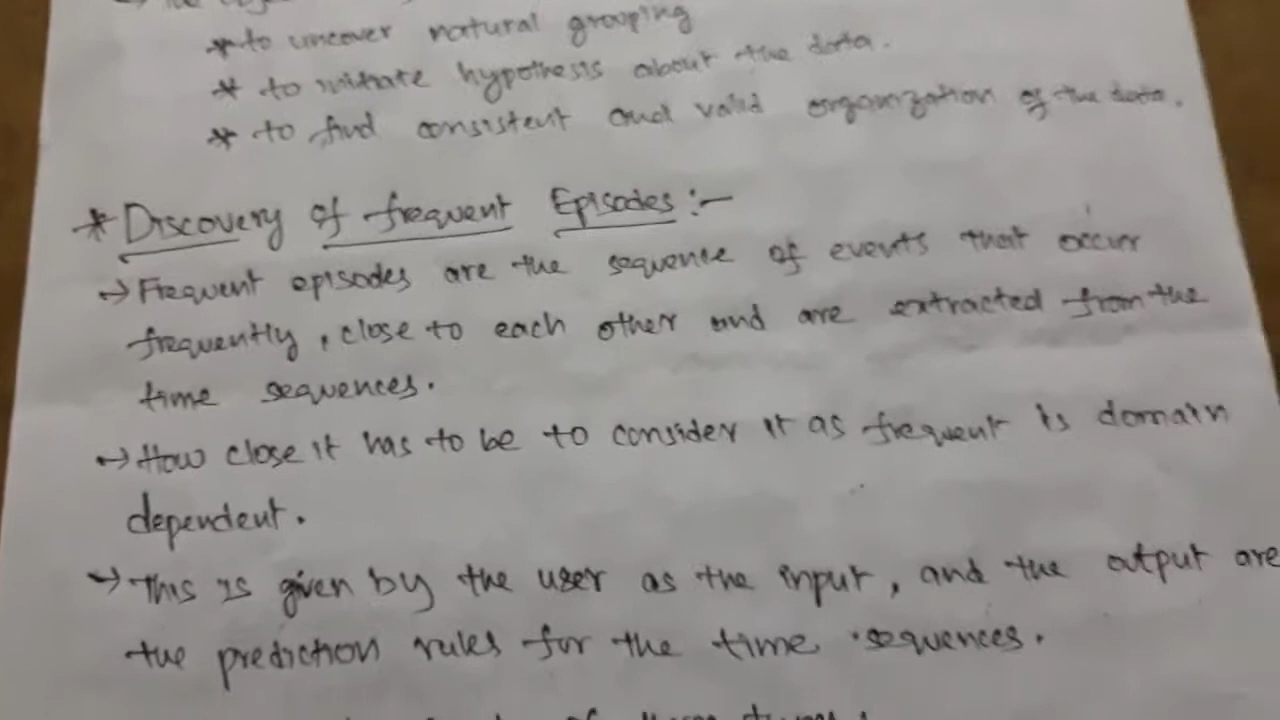 * to uncover natural grouping
* to initiate hypothesis about the data.
* to find consistent and valid organization of the data.
* Discovery of frequent Episodes :-
→ Frequent episodes are the sequence of events that occur
frequently, close to each other and are extracted from the
time sequences.
→ How close it has to be to consider it as frequent is domain
dependent.
→ This is given by the user as the input, and the output are
the prediction rules for the time sequences.